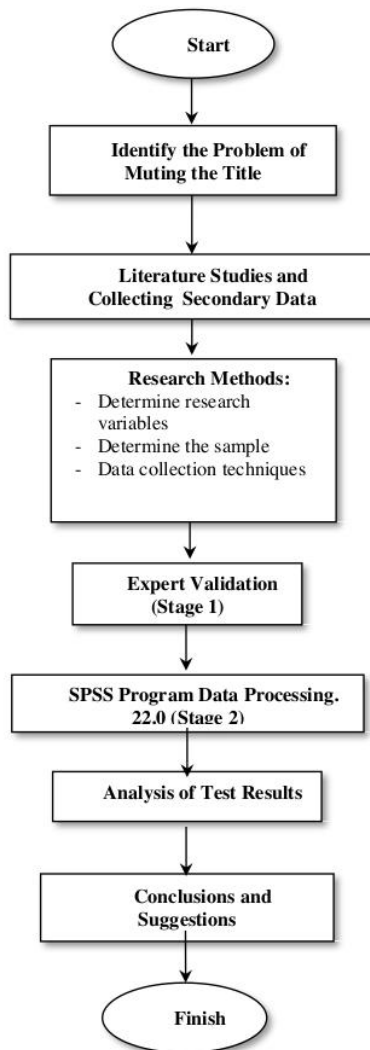 Start
Identify the Problem of
Muting the Title
Literature Studies and
Collecting Secondary Data
Research Methods:
- Determine research
variables
- Determine the sample
- Data collection techniques
Expert Validation
(Stage 1)
SPSS Program Data Processing.
22.0 (Stage 2)
Analysis of Test Results
Conclusions and
Suggestions
Finish